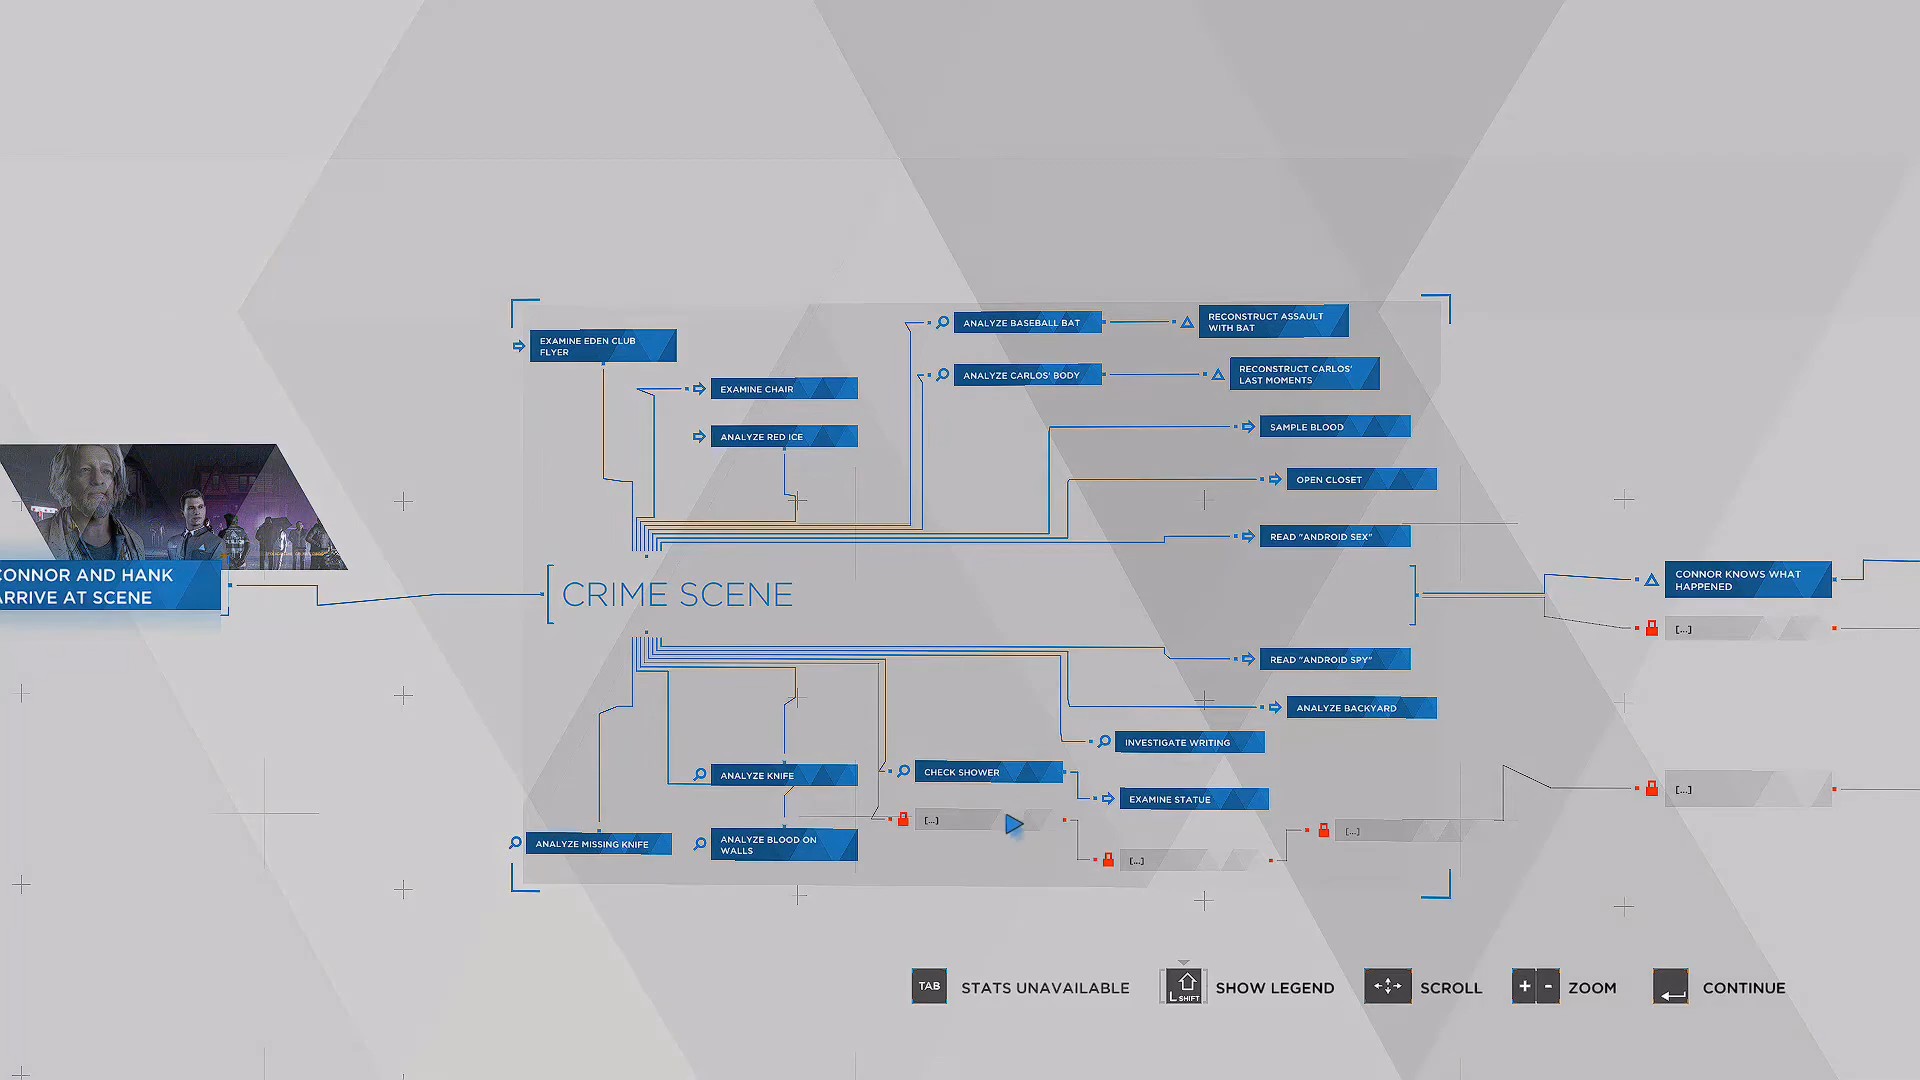 EXAMINE EDEN CLUB
FLYER
ANALYZE BASEBALL BAT
RECONSTRUCT ASSAULT
WITH BAT
EXAMINE CHAIR
ANALYZE CARLOS' BODY
RECONSTRUCT CARLOS'
LAST MOMENTS
ANALYZE RED ICE
SAMPLE BLOOD
OPEN CLOSET
READ "ANDROID SEX"
CONNOR AND HANK
ARRIVE AT SCENE
CRIME SCENE
CONNOR KNOWS WHAT
HAPPENED
[...]
READ "ANDROID SPY"
ANALYZE BACKYARD
INVESTIGATE WRITING
ANALYZE KNIFE
CHECK SHOWER
EXAMINE STATUE
[...]
[...]
[...]
ANALYZE MISSING KNIFE
ANALYZE BLOOD ON
WALLS
[...]
TAB STATS UNAVAILABLE
L SHIFT SHOW LEGEND
SCROLL
+ - ZOOM
CONTINUE